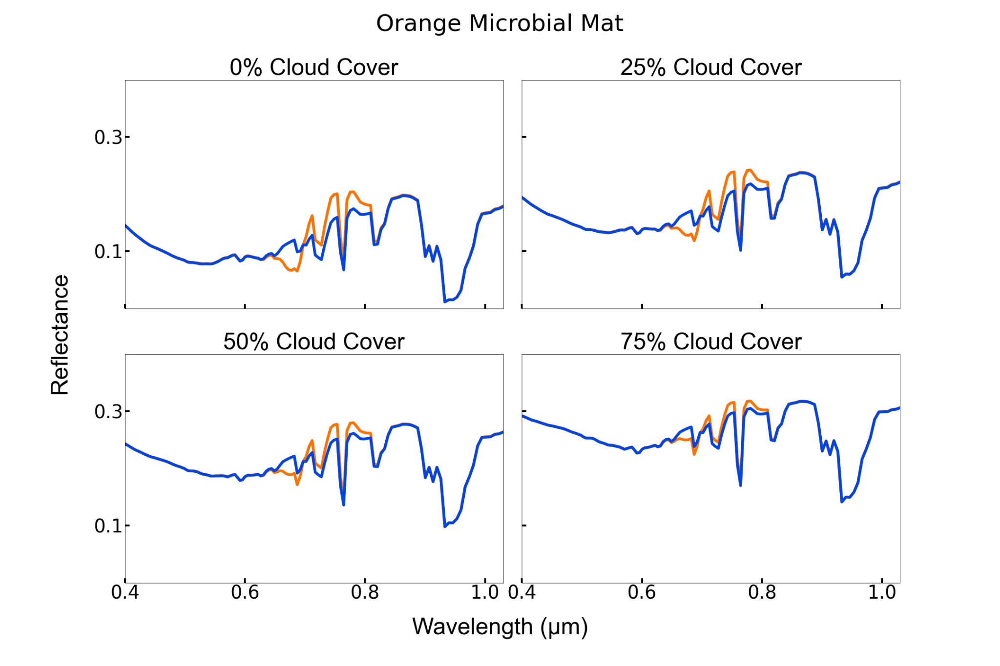 Orange Microbial Mat
0% Cloud Cover
25% Cloud Cover
0.3
0.1
Reflectance
50% Cloud Cover
75% Cloud Cover
0.3
0.1
0.4 0.6 0.8 1.0 0.4 0.6 0.8 1.0
Wavelength (μm)